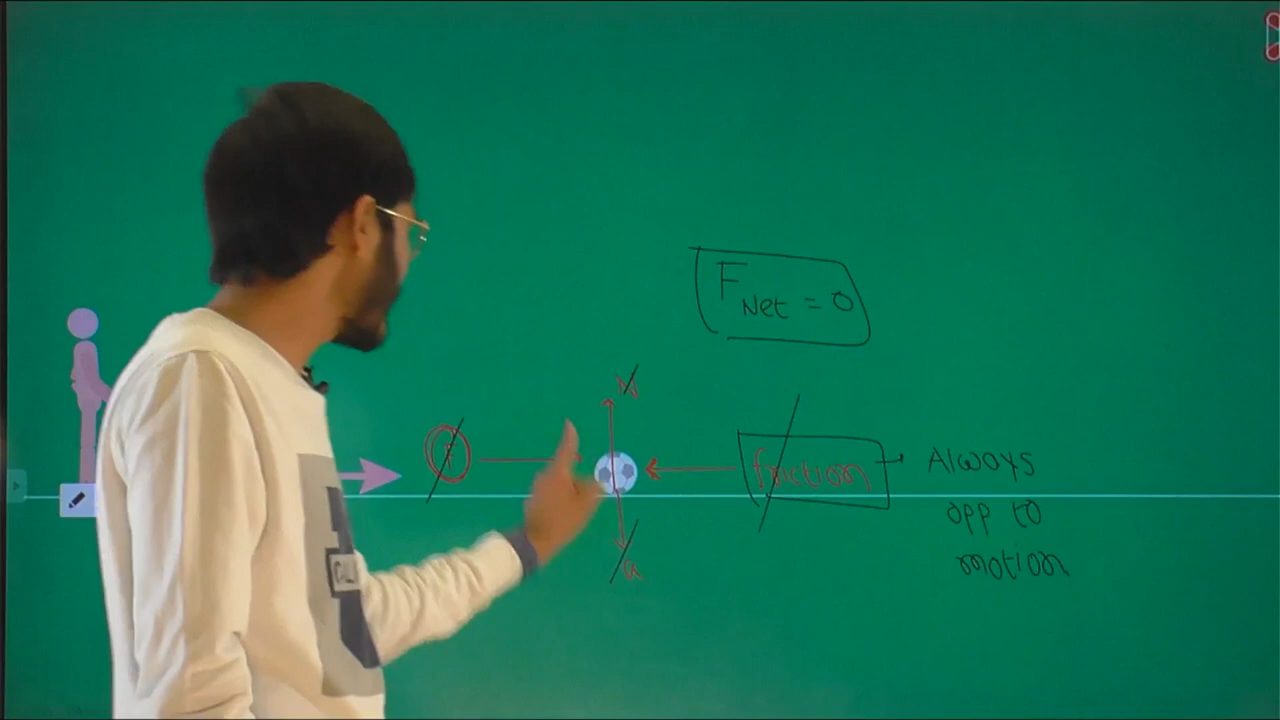 F Net = 0
N
F
friction → Always
opp to
motion
G